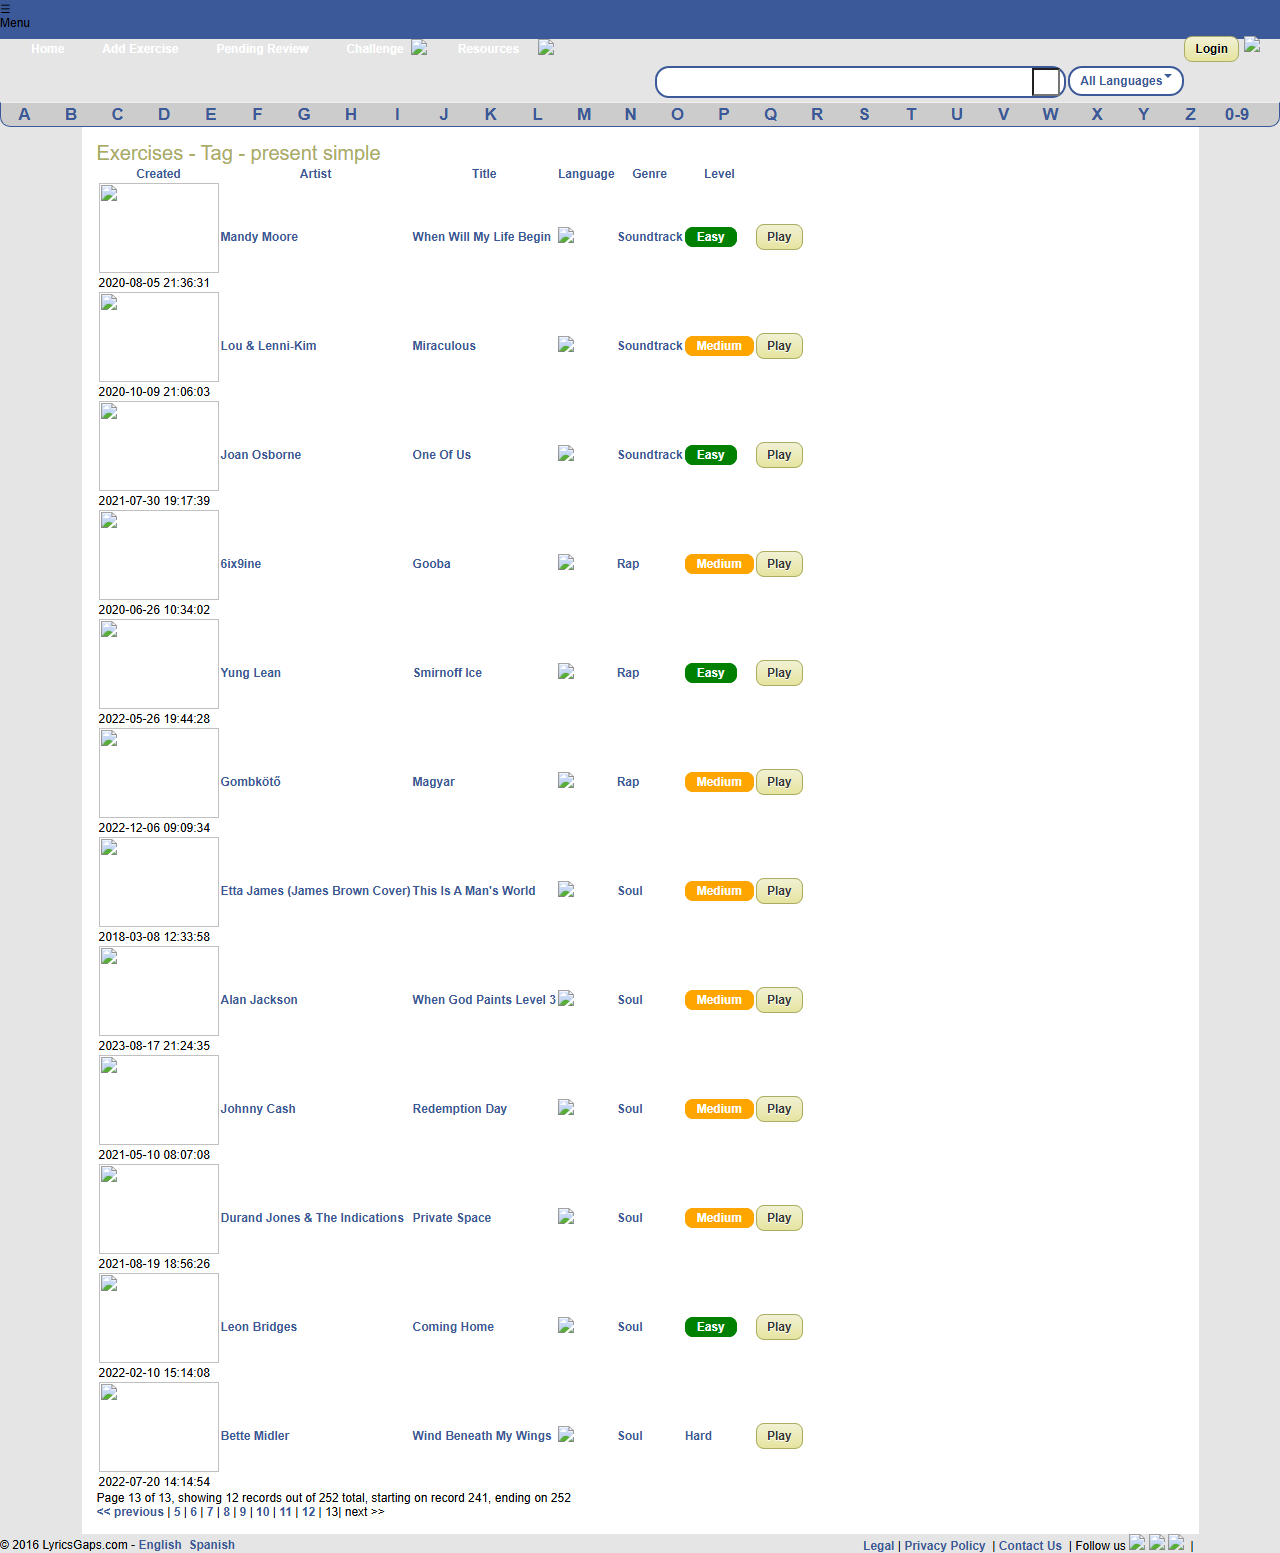 ☰
Menu
Home Add Exercise Pending Review Challenge Resources Login
All Languages
A B C D E F G H I J K L M N O P Q R S T U V W X Y Z 0-9
Exercises - Tag - present simple
Created Artist Title Language Genre Level
Mandy Moore When Will My Life Begin Soundtrack Easy Play
2020-08-05 21:36:31
Lou & Lenni-Kim Miraculous Soundtrack Medium Play
2020-10-09 21:06:03
Joan Osborne One Of Us Soundtrack Easy Play
2021-07-30 19:17:39
6ix9ine Gooba Rap Medium Play
2020-06-26 10:34:02
Yung Lean Smirnoff Ice Rap Easy Play
2022-05-26 19:44:28
Gombkötő Magyar Rap Medium Play
2022-12-06 09:09:34
Etta James (James Brown Cover) This Is A Man's World Soul Medium Play
2018-03-08 12:33:58
Alan Jackson When God Paints Level 3 Soul Medium Play
2023-08-17 21:24:35
Johnny Cash Redemption Day Soul Medium Play
2021-05-10 08:07:08
Durand Jones & The Indications Private Space Soul Medium Play
2021-08-19 18:56:26
Leon Bridges Coming Home Soul Easy Play
2022-02-10 15:14:08
Bette Midler Wind Beneath My Wings Soul Hard Play
2022-07-20 14:14:54
Page 13 of 13, showing 12 records out of 252 total, starting on record 241, ending on 252
<< previous | 5 | 6 | 7 | 8 | 9 | 10 | 11 | 12 | 13| next >>
© 2016 LyricsGaps.com - English Spanish Legal | Privacy Policy | Contact Us | Follow us |